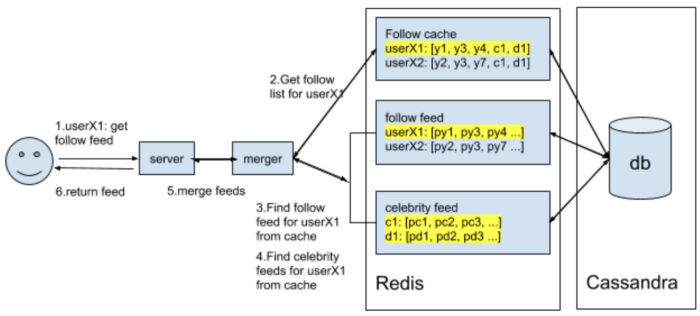 Follow cache
userX1: [y1, y3, y4, c1, d1]
userX2: [y2, y3, y7, c1, d1]
2.Get follow
list for userX1
1.userX1: get
follow feed
follow feed
userX1: [py1, py3, py4 ...]
userX2: [py2, py3, py7 ...]
server
merger
db
6.return feed
5.merge feeds
3.Find follow
feed for userX1
from cache
4.Find celebrity
feeds for userX1
from cache
celebrity feed
c1: [pc1, pc2, pc3, ...]
d1: [pd1, pd2, pd3 ...]
Redis
Cassandra